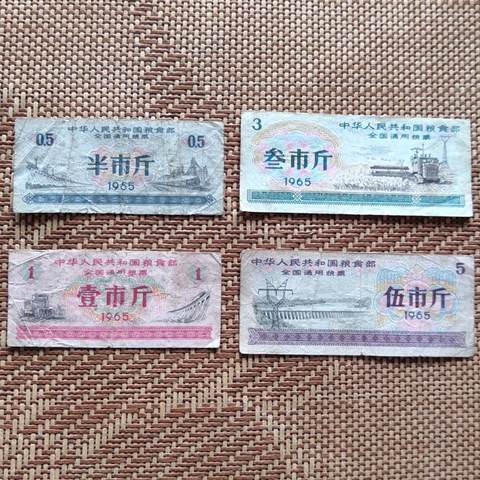 中华人民共和国粮食部
全国通用粮票
0.5
0.5
半市斤
1965
3
中华人民共和国粮食部
全国通用粮票
叁市斤
1965
中华人民共和国粮食部
全国通用粮票
1
1
壹市斤
1965
中华人民共和国粮食部
全国通用粮票
5
伍市斤
1965